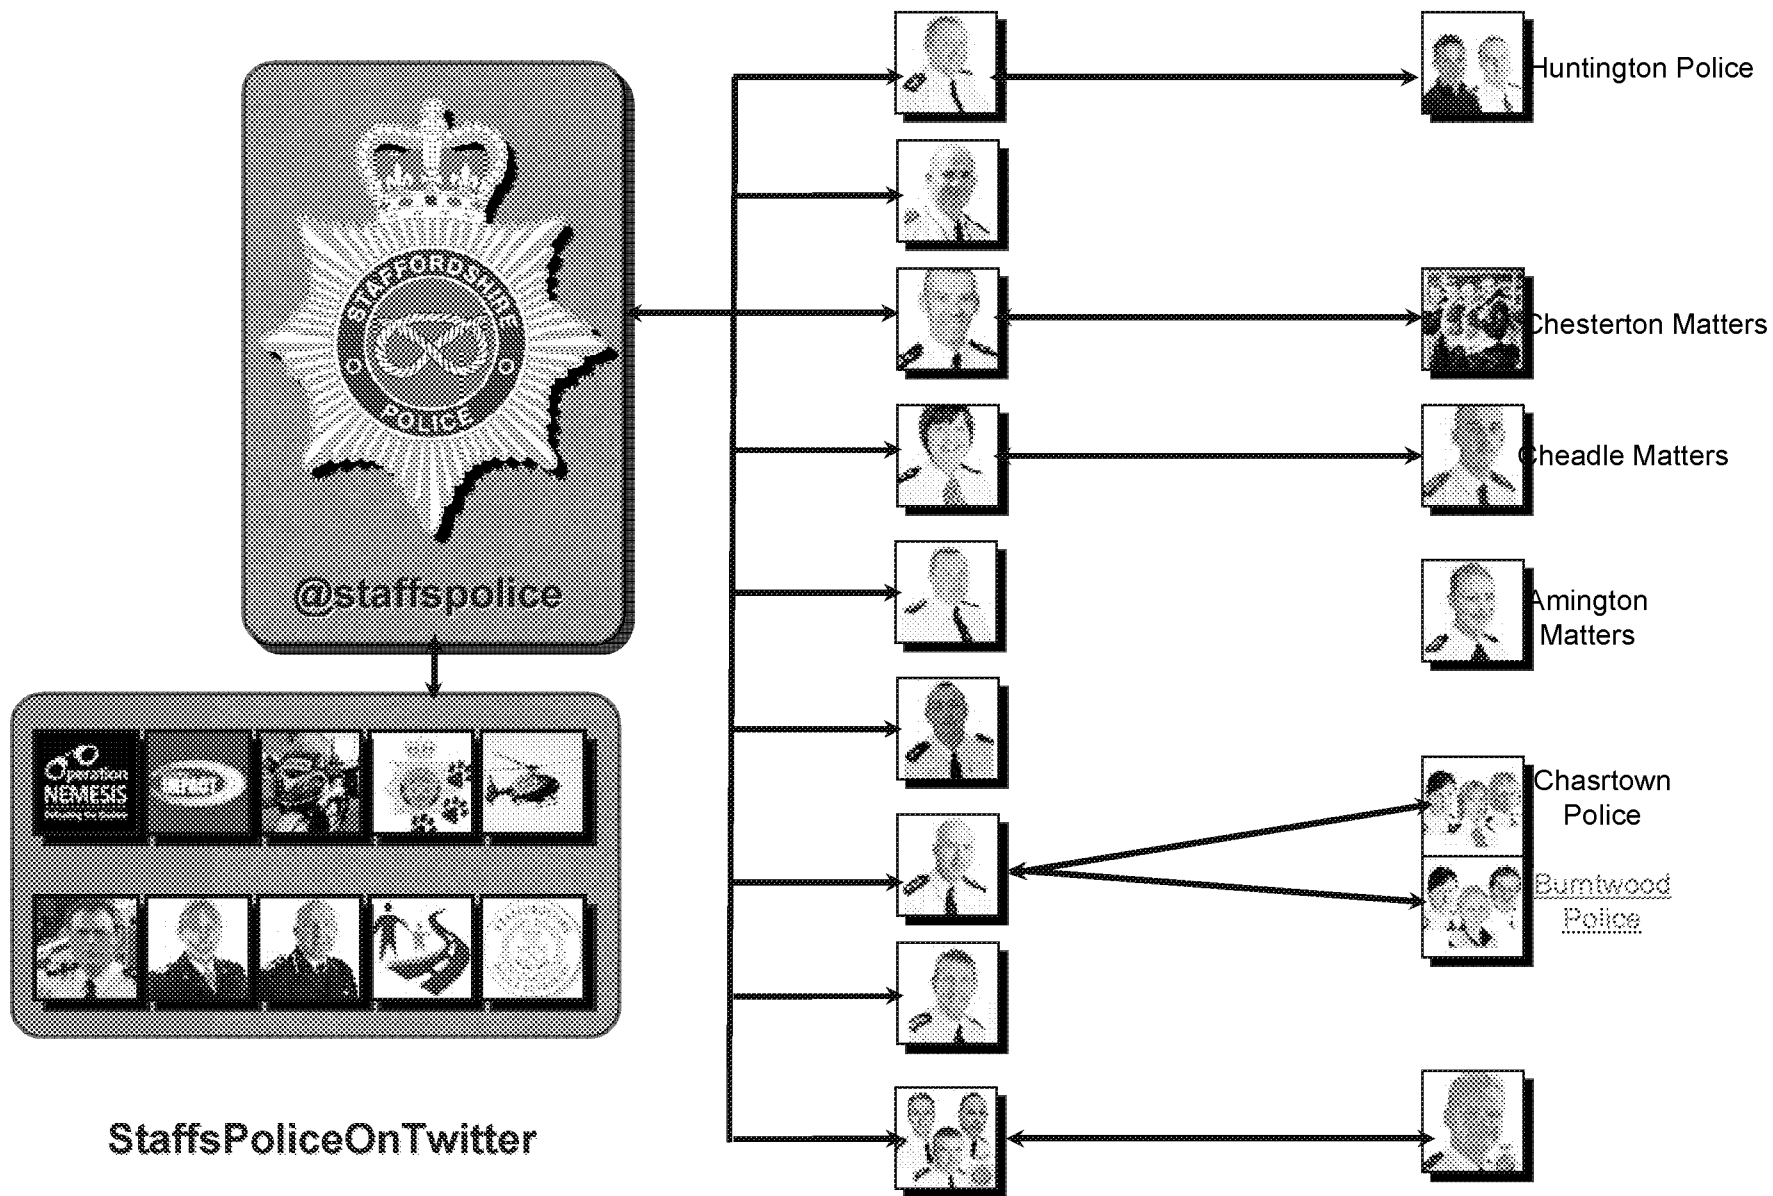 STAFFORDSHIRE
POLICE
@staffspolice
Operation
NEMESIS
StaffsPoliceOnTwitter
Huntington Police
Chesterton Matters
Cheadle Matters
Amington
Matters
Chasrtown
Police
Burntwood
Police